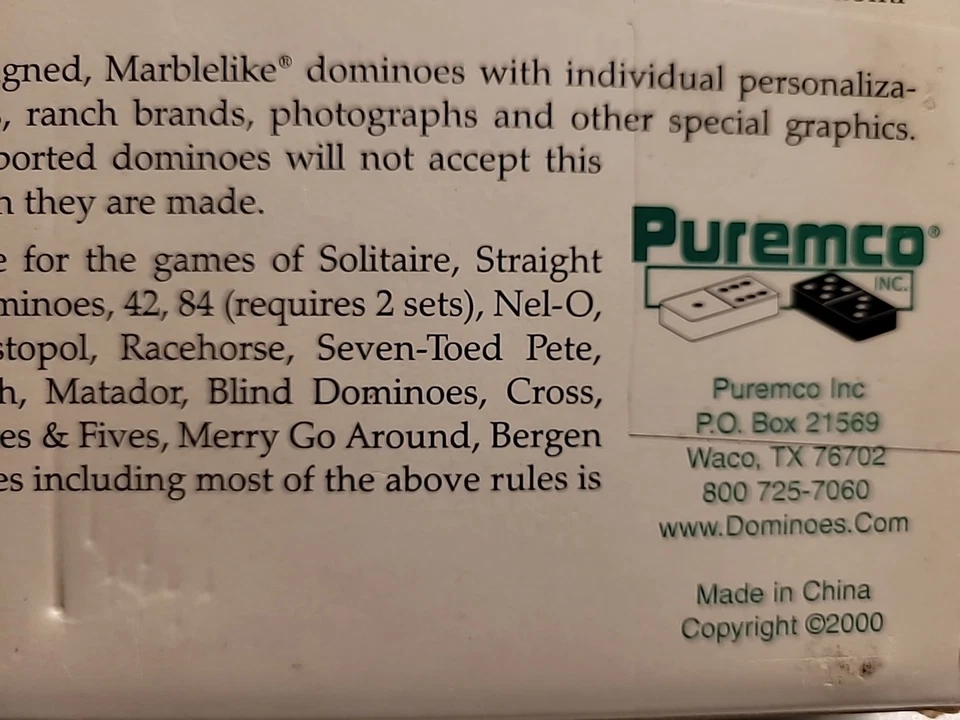 gned, Marblelike® dominoes with individual personaliza-
, ranch brands, photographs and other special graphics.
ported dominoes will not accept this
they are made.
for the games of Solitaire, Straight
minoes, 42, 84 (requires 2 sets), Nel-O,
stopol, Racehorse, Seven-Toed Pete,
h, Matador, Blind Dominoes, Cross,
es & Fives, Merry Go Around, Bergen
es including most of the above rules is
Puremco®
INC.
Puremco Inc
P.O. Box 21569
Waco, TX 76702
800 725-7060
www.Dominoes.Com
Made in China
Copyright ©2000